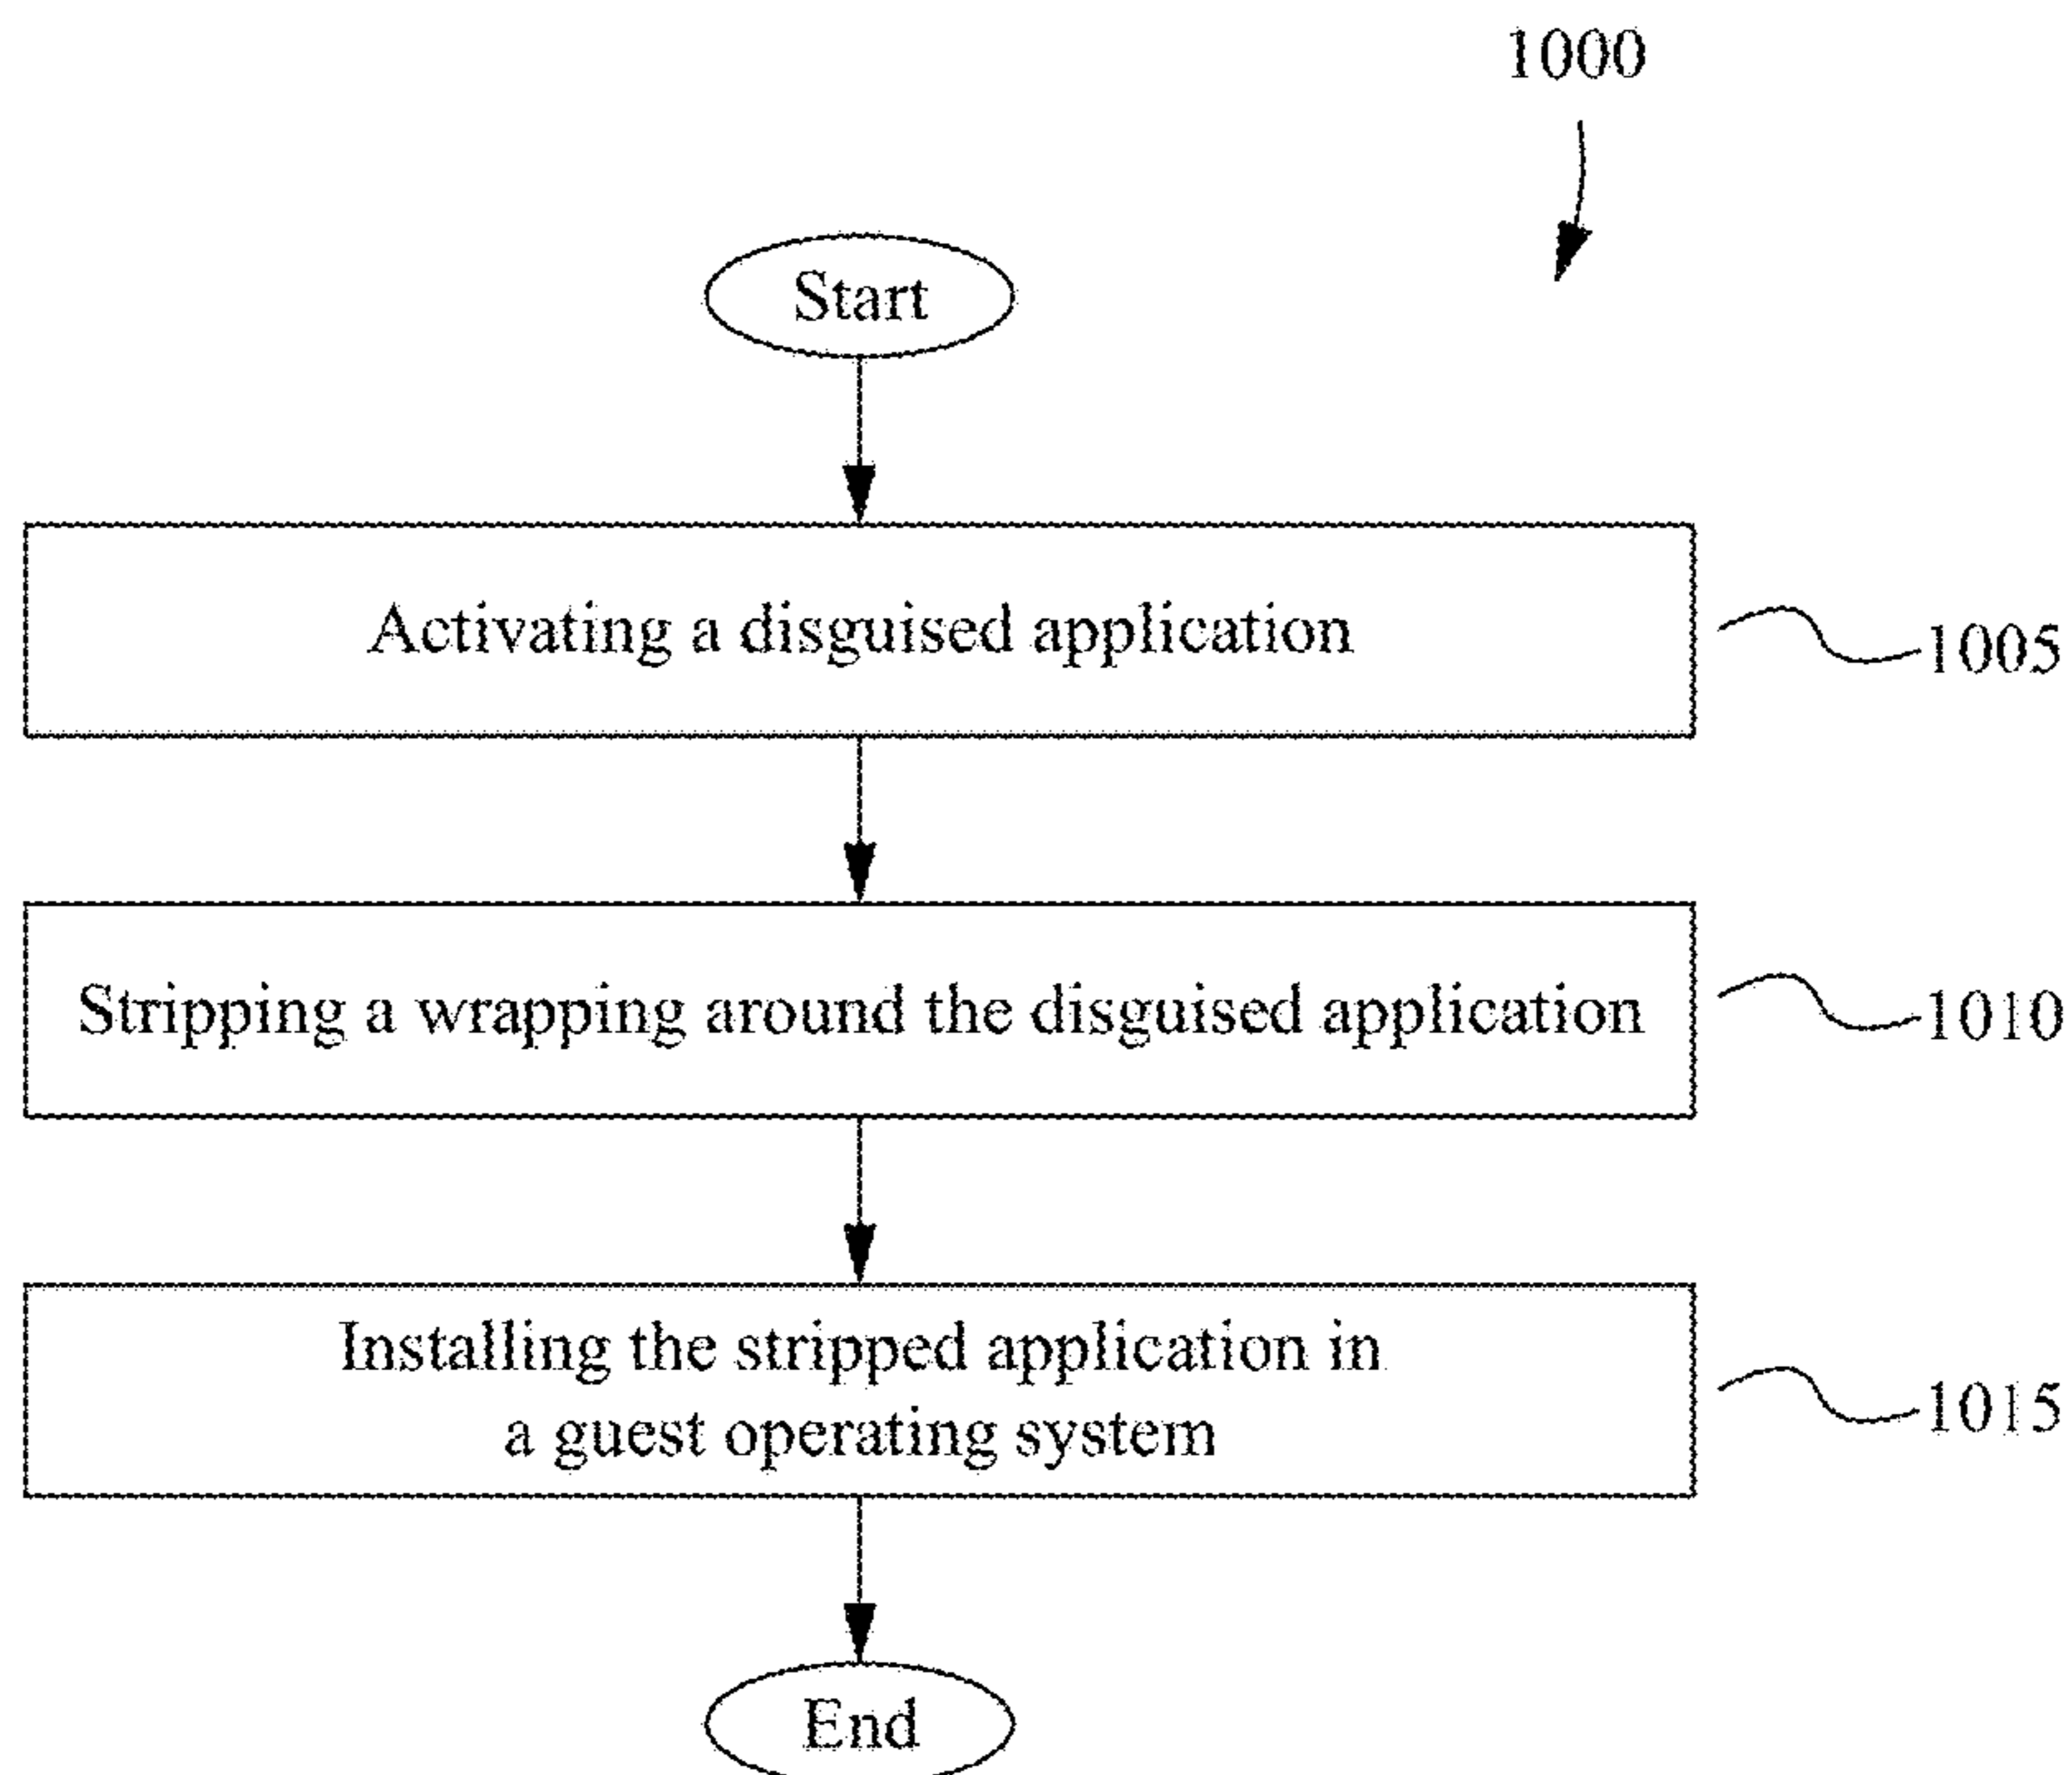 1000
Start
Activating a disguised application
1005
Stripping a wrapping around the disguised application
1010
Installing the stripped application in
a guest operating system
1015
End